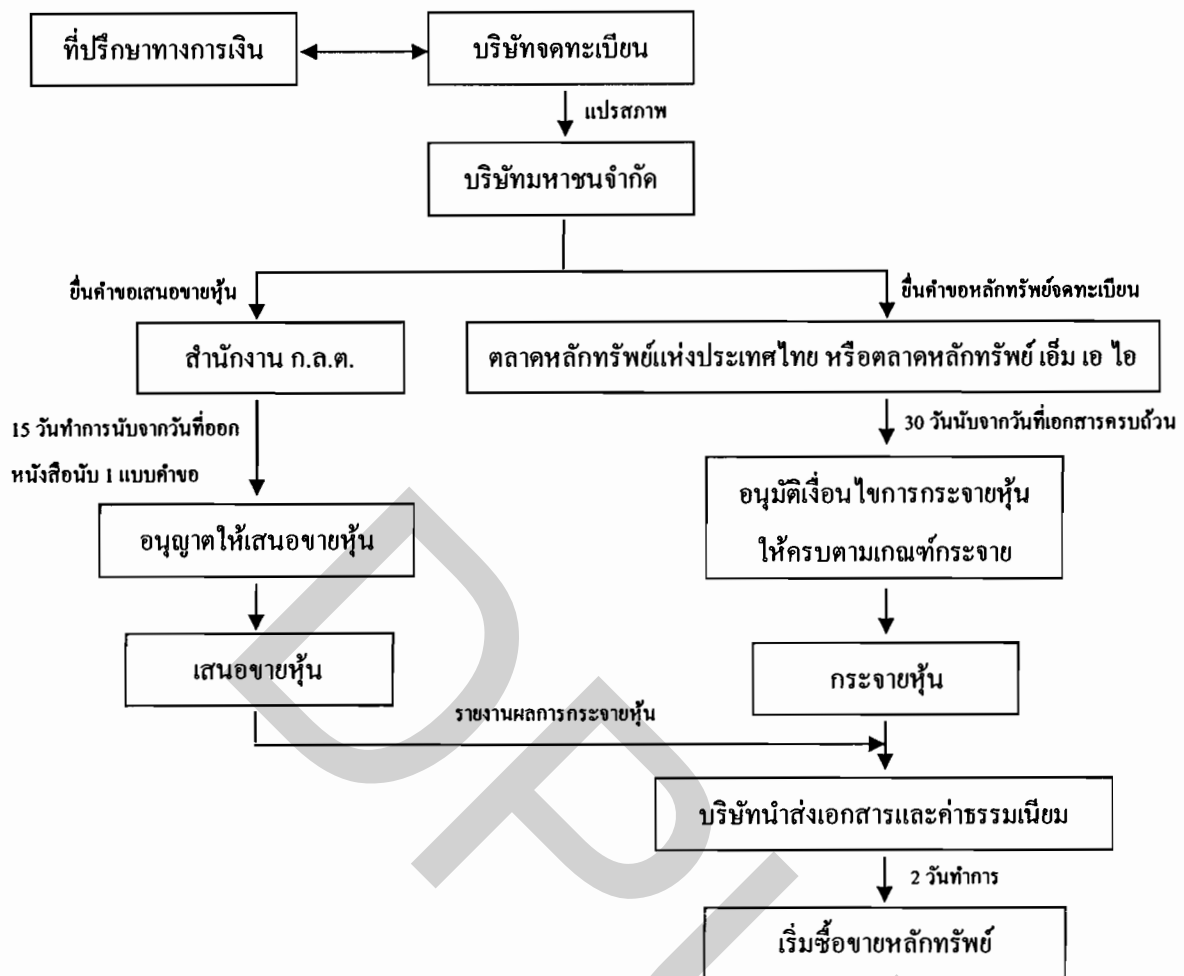 ที่ปรึกษาทางการเงิน
บริษัทจดทะเบียน
แปรสภาพ
บริษัทมหาชนจำกัด
ยื่นคำขอเสนอขายหุ้น
ยื่นคำขอหลักทรัพย์จดทะเบียน
สำนักงาน ก.ล.ต.
ตลาดหลักทรัพย์แห่งประเทศไทย หรือตลาดหลักทรัพย์ เอ็ม เอ ไอ
15 วันทำการนับจากวันที่ออก
หนังสือนับ 1 แบบคำขอ
30 วันนับจากวันที่เอกสารครบถ้วน
อนุญาตให้เสนอขายหุ้น
อนุมัติเงื่อนไขการกระจายหุ้น
ให้ครบตามเกณฑ์กระจาย
เสนอขายหุ้น
กระจายหุ้น
รายงานผลการกระจายหุ้น
บริษัทนำส่งเอกสารและค่าธรรมเนียม
2 วันทำการ
เริ่มซื้อขายหลักทรัพย์
DPU